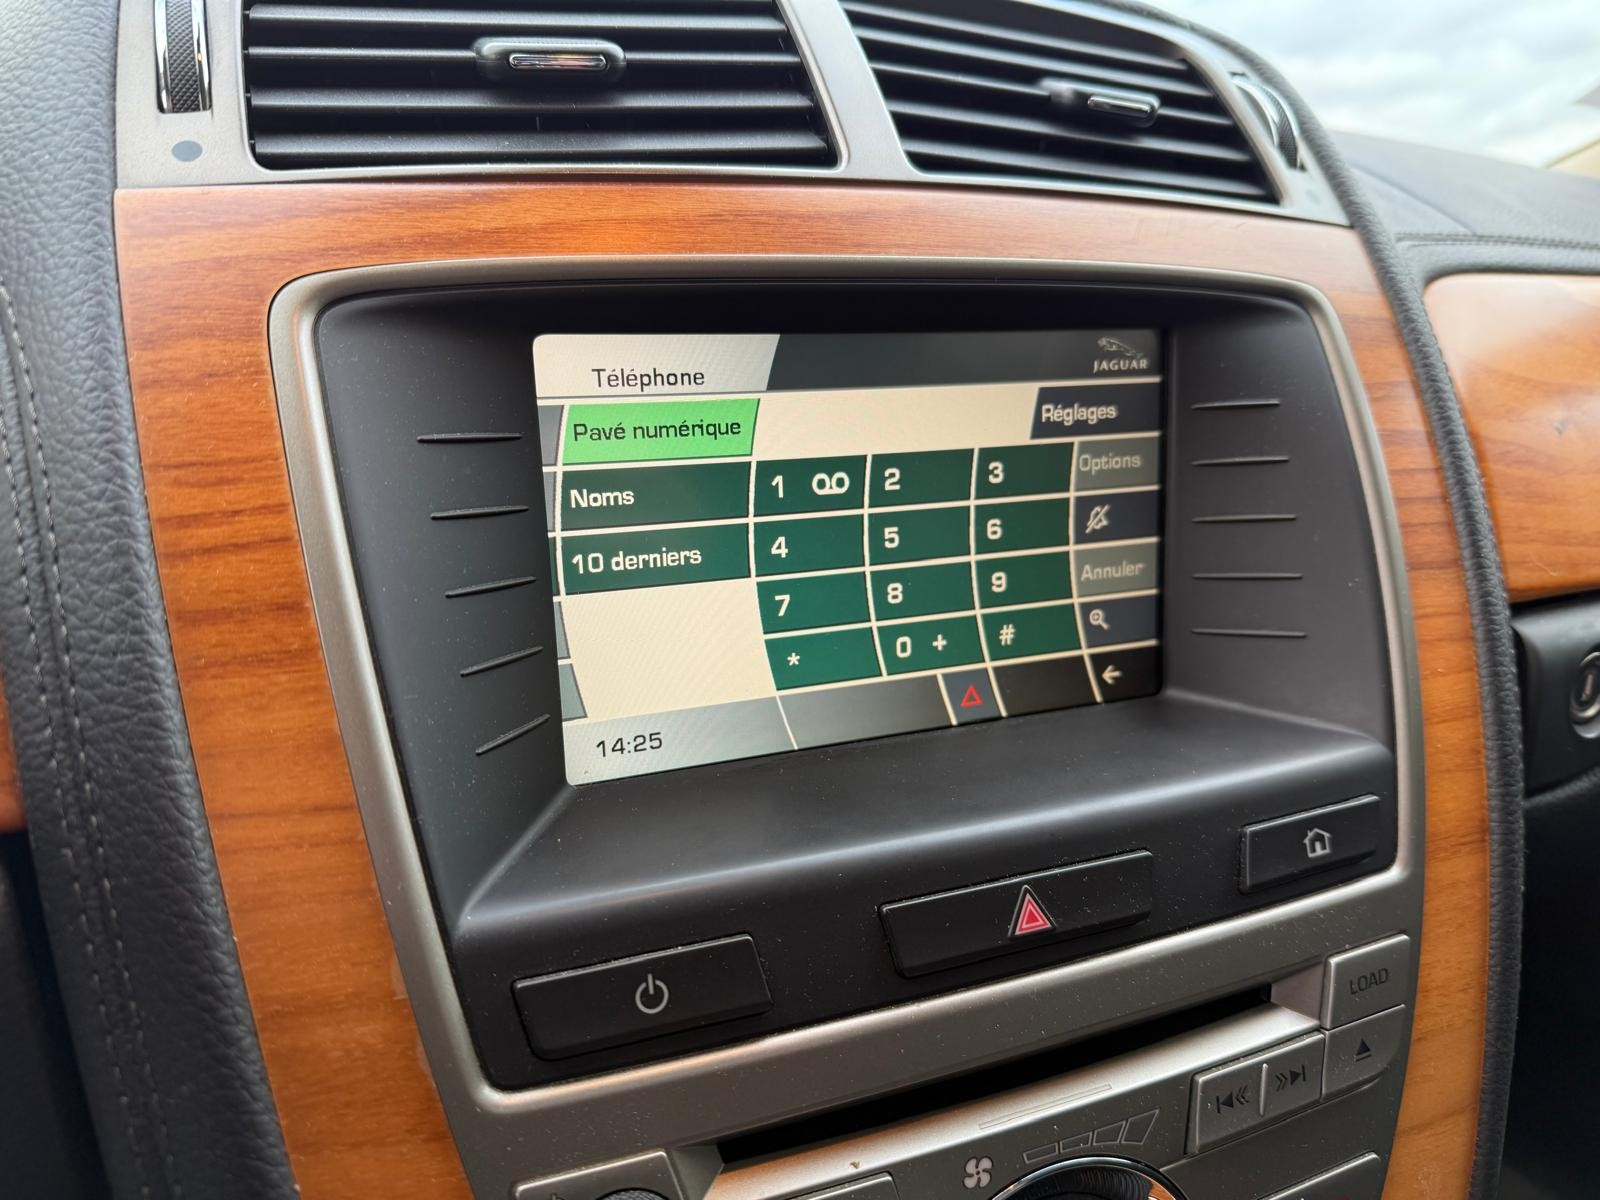 Téléphone
JAGUAR
Pavé numérique
Réglages
Noms
1
2
3
Options
10 derniers
4
5
6
7
8
9
Annuler
*
0 +
#
14:25
LOAD